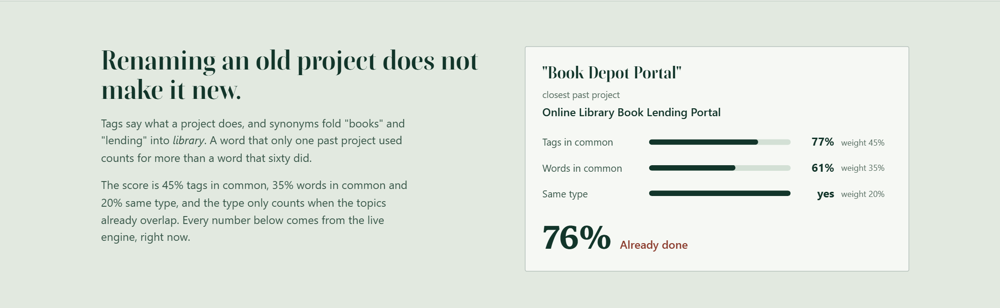 Renaming an old project does not
make it new.
Tags say what a project does, and synonyms fold "books" and
"lending" into library. A word that only one past project used
counts for more than a word that sixty did.
The score is 45% tags in common, 35% words in common and
20% same type, and the type only counts when the topics
already overlap. Every number below comes from the live
engine, right now.
"Book Depot Portal"
closest past project
Online Library Book Lending Portal
Tags in common 77% weight 45%
Words in common 61% weight 35%
Same type yes weight 20%
76% Already done